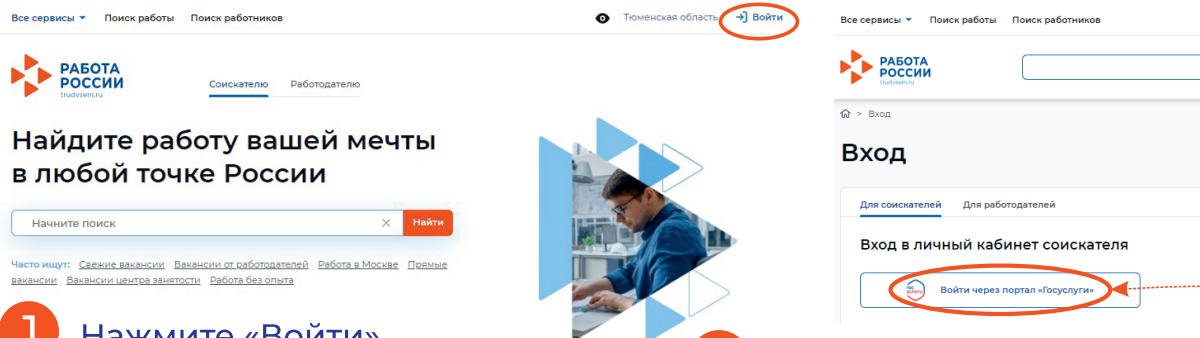 Все сервисы Поиск работы Поиск работников
Тюменская область Войти
РАБОТА
РОССИИ
trudvsem.ru
Соискателю Работодателю
Найдите работу вашей мечты
в любой точке России
Начните поиск
Найти
Часто ищут: Свежие вакансии Вакансии от работодателей Работа в Москве Прямые
вакансии Вакансии центра занятости Работа без опыта
1 Нажмите «Войти»
Все сервисы Поиск работы Поиск работников
РАБОТА
РОССИИ
trudvsem.ru
> Вход
Вход
Для соискателей Для работодателей
Вход в личный кабинет соискателя
Войти через портал «Госуслуги»